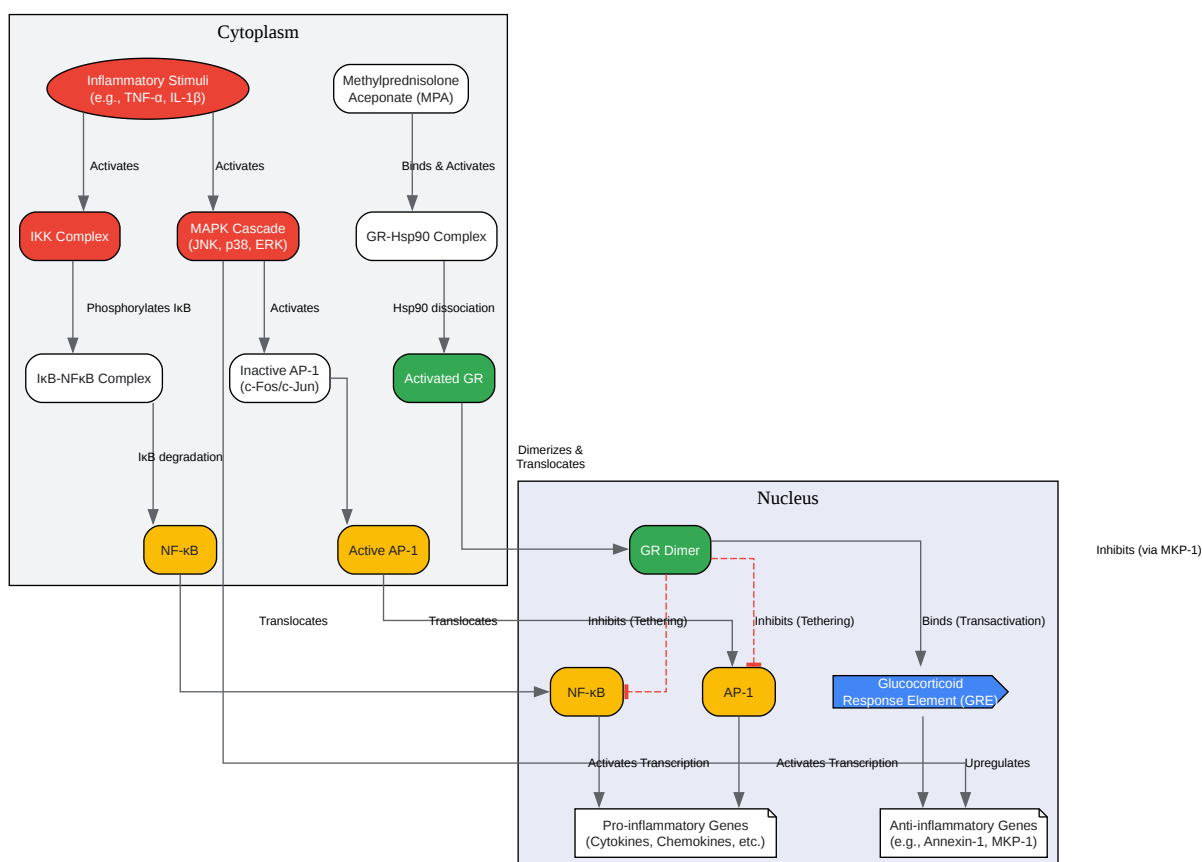 Cytoplasm
Inflammatory Stimuli
(e.g., TNF-α, IL-1β)
Methylprednisolone
Aceponate (MPA)
Activates
Activates
Binds & Activates
IKK Complex
MAPK Cascade
(JNK, p38, ERK)
GR-Hsp90 Complex
Phosphorylates IκB
Activates
Hsp90 dissociation
IκB-NFκB Complex
Inactive AP-1
(c-Fos/c-Jun)
Activated GR
IκB degradation
Dimerizes &
Translocates
Nucleus
NF-κB
Active AP-1
GR Dimer
Inhibits (via MKP-1)
Translocates
Translocates
Inhibits (Tethering)
Inhibits (Tethering)
Binds (Transactivation)
NF-κB
AP-1
Glucocorticoid
Response Element (GRE)
Activates Transcription
Activates Transcription
Upregulates
Pro-inflammatory Genes
(Cytokines, Chemokines, etc.)
Anti-inflammatory Genes
(e.g., Annexin-1, MKP-1)